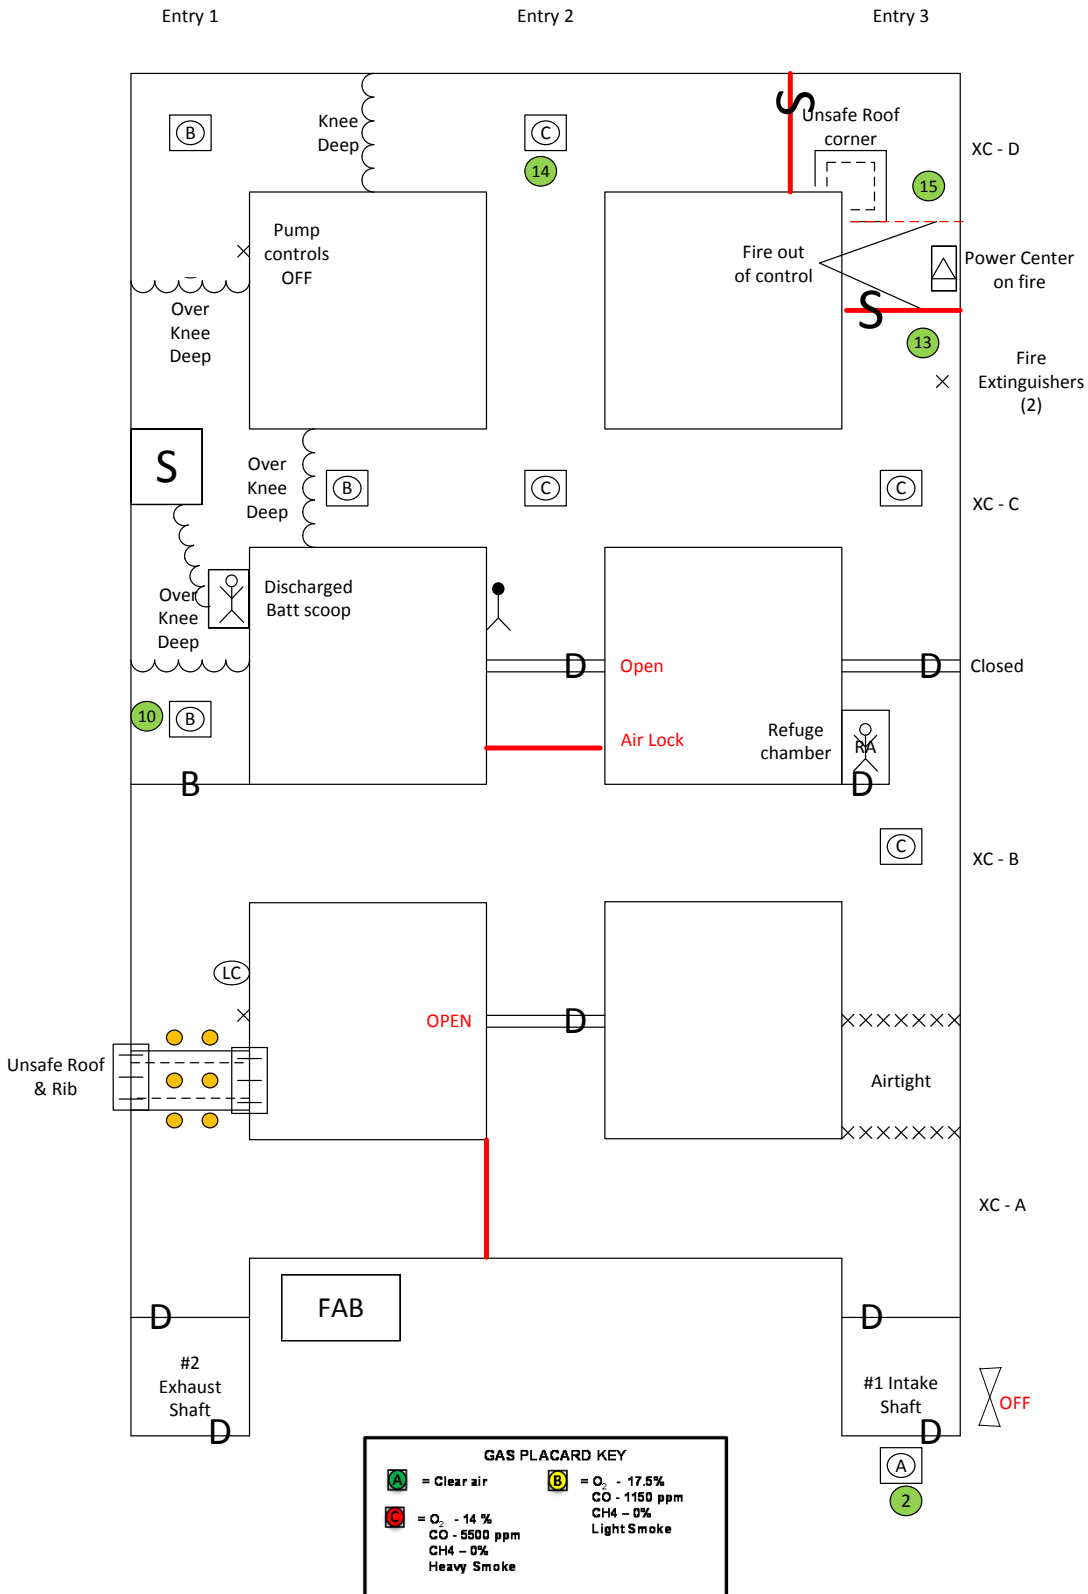 Entry 1
Entry 2
Entry 3
B
Knee
Deep
C
14
S
Unsafe Roof
corner
XC - D
15
Pump
controls
OFF
Fire out
of control
Power Center
on fire
Over
Knee
Deep
S
13
Fire
Extinguishers
(2)
S
Over
Knee
Deep
B
C
C
XC - C
Over
Knee
Deep
Discharged
Batt scoop
D
Open
D
Closed
10
B
Air Lock
Refuge
chamber
RA
B
D
C
XC - B
LC
OPEN
D
Unsafe Roof
& Rib
Airtight
XC - A
D
FAB
D
#2
Exhaust
Shaft
D
#1 Intake
Shaft
D
OFF
A
2
GAS PLACARD KEY
A = Clear air
B = O2 - 17.5%
CO - 1150 ppm
CH4 – 0%
Light Smoke
C = O2 - 14 %
CO - 5500 ppm
CH4 – 0%
Heavy Smoke